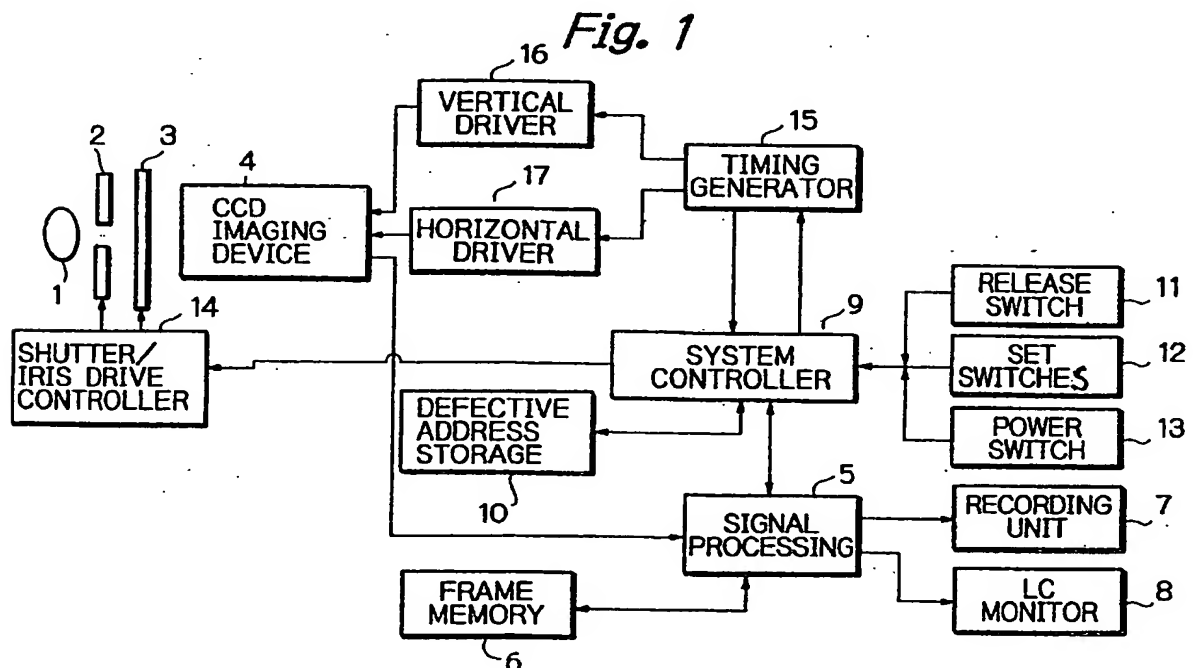 Fig. 1
16
VERTICAL
DRIVER
15
TIMING
GENERATOR
2
3
4
CCD
IMAGING
DEVICE
17
HORIZONTAL
DRIVER
1
14
SHUTTER/
IRIS DRIVE
CONTROLLER
9
SYSTEM
CONTROLLER
RELEASE
SWITCH
11
SET
SWITCHES
12
POWER
SWITCH
13
DEFECTIVE
ADDRESS
STORAGE
10
5
SIGNAL
PROCESSING
RECORDING
UNIT
7
LC
MONITOR
8
FRAME
MEMORY
6